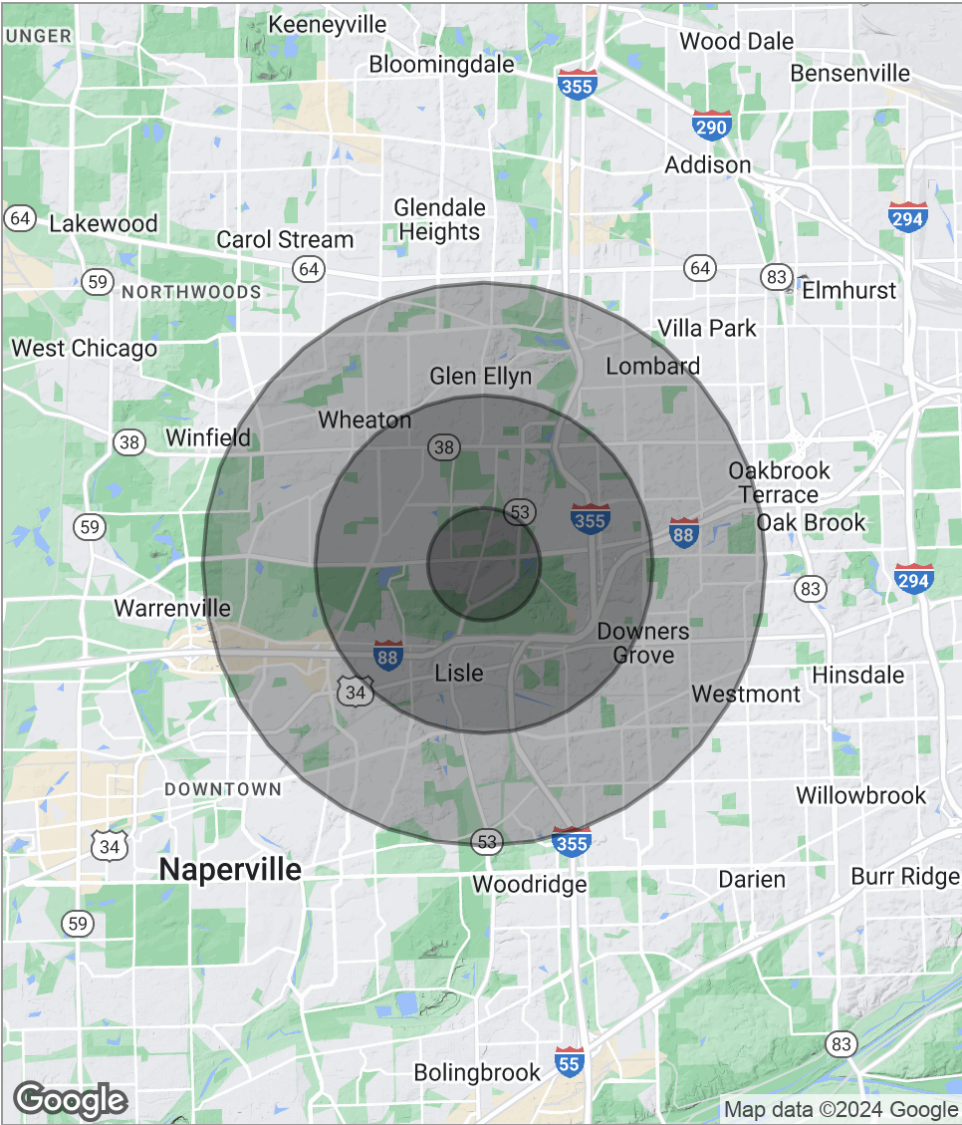 Keeneyville
UNGER
Wood Dale
Bloomingdale
Bensenville
355
290
Addison
Glendale
Heights
64
Lakewood
294
Carol Stream
64
64
83
59
NORTHWOODS
Elmhurst
Villa Park
West Chicago
Lombard
Glen Ellyn
Wheaton
38
Winfield
38
Oakbrook
Terrace
53
355
59
88
Oak Brook
294
83
Warrenville
Downers
Grove
88
Lisle
Hinsdale
34
Westmont
DOWNTOWN
Willowbrook
53
355
34
Naperville
Woodridge
Darien
Burr Ridge
59
83
55
Bolingbrook
Google
Map data ©2024 Google